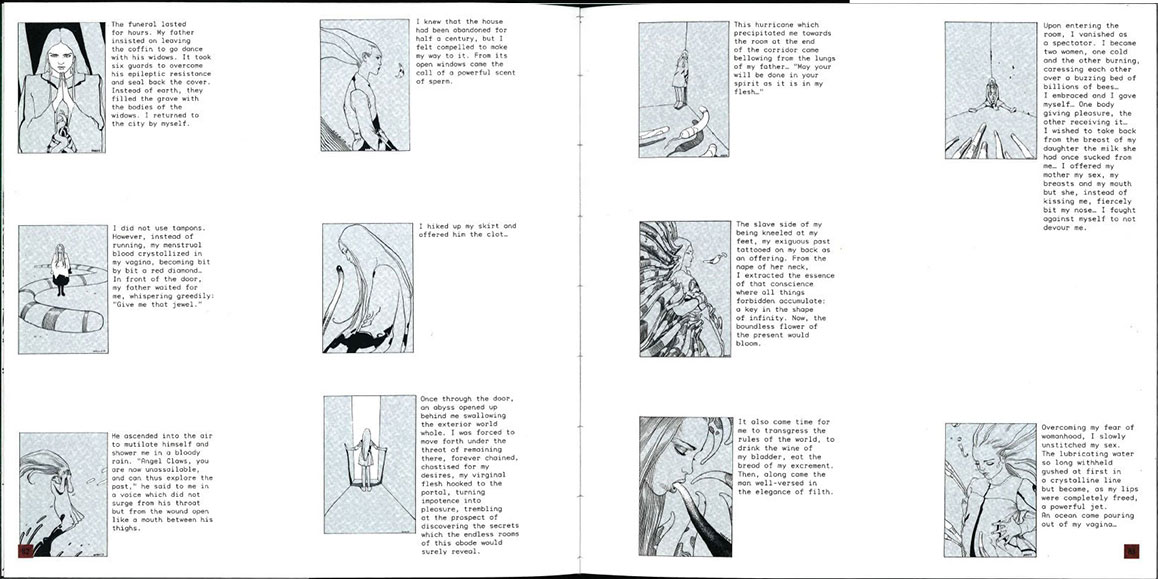 The funeral lasted
for hours. My father
insisted on leaving
the coffin to go dance
with his widows. It took
six guards to overcome
his epileptic resistance
and seal back the cover.
Instead of earth, they
filled the grave with
the bodies of the
widows. I returned to
the city by myself.
I did not use tampons.
However, instead of
running, my menstrual
blood crystallized in
my vagina, becoming bit
by bit a red diamond…
In front of the door,
my father waited for
me, whispering greedily:
"Give me that jewel."
He ascended into the air
to mutilate himself and
shower me in a bloody
rain. "Angel Claws, you
are now unassailable,
and can thus explore the
past," he said to me in
a voice which did not
surge from his throat
but from the wound open
like a mouth between his
thighs.
I knew that the house
had been abandoned for
half a century, but I
felt compelled to make
my way to it. From its
open windows came the
call of a powerful scent
of sperm.
I hiked up my skirt and
offered him the clot…
Once through the door,
an abyss opened up
behind me swallowing
the exterior world
whole. I was forced to
move forth under the
threat of remaining
there, forever chained,
chastised for my
desires, my virginal
flesh hooked to the
portal, turning
impotence into
pleasure, trembling
at the prospect of
discovering the secrets
which the endless rooms
of this abode would
surely reveal.
This hurricane which
precipitated me towards
the room at the end
of the corridor came
bellowing from the lungs
of my father… "May your
will be done in your
spirit as it is in my
flesh…"
The slave side of my
being kneeled at my
feet, my exiguous past
tattooed on my back as
an offering. From the
nape of her neck,
I extracted the essence
of that conscience
where all things
forbidden accumulate:
a key in the shape
of infinity. Now, the
boundless flower of
the present would
bloom.
It also came time for
me to transgress the
rules of the world, to
drink the wine of
my bladder, eat the
bread of my excrement.
Then, along came the
man well-versed in
the elegance of filth.
Upon entering the
room, I vanished as
a spectator. I became
two women, one cold
and the other burning,
caressing each other
over a buzzing bed of
billions of bees…
I embraced and I gave
myself… One body
giving pleasure, the
other receiving it…
I wished to take back
from the breast of my
daughter the milk she
had once sucked from
me… I offered my
mother my sex, my
breasts and my mouth
but she, instead of
kissing me, fiercely
bit my nose… I fought
against myself to not
devour me.
Overcoming my fear of
womanhood, I slowly
unstitched my sex.
The lubricating water
so long withheld
gushed at first in
a crystalline line
but became, as my lips
were completely freed,
a powerful jet.
An ocean came pouring
out of my vagina…